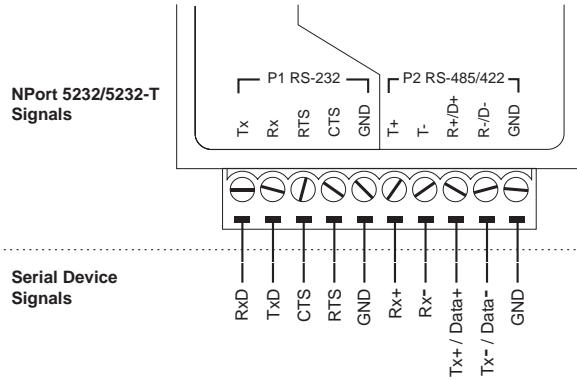 P1 RS-232
P2 RS-485/422
NPort 5232/5232-T
Signals
Tx
Rx
RTS
CTS
GND
T+
T-
R+/D+
R-/D-
GND
Serial Device
Signals
RxD
TxD
CTS
RTS
GND
Rx+
Rx-
Tx+ / Data+
Tx- / Data-
GND